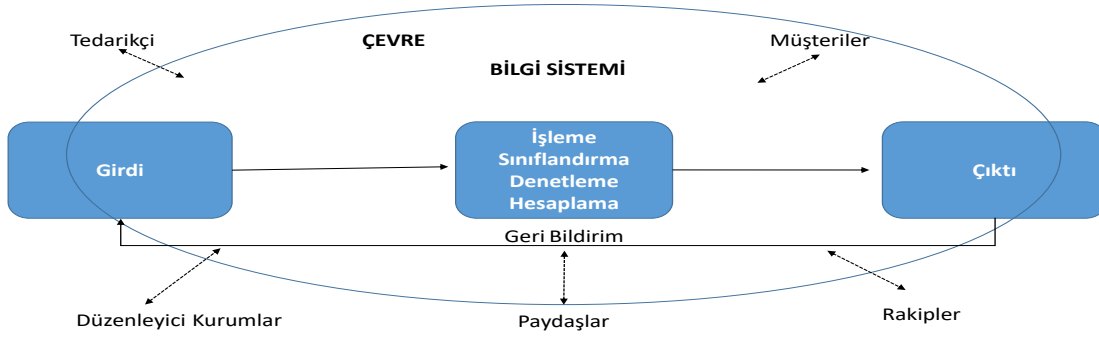 Tedarikçi
ÇEVRE
Müşteriler
BİLGİ SİSTEMİ
Girdi
İşleme
Sınıflandırma
Denetleme
Hesaplama
Çıktı
Geri Bildirim
Düzenleyici Kurumlar
Paydaşlar
Rakipler